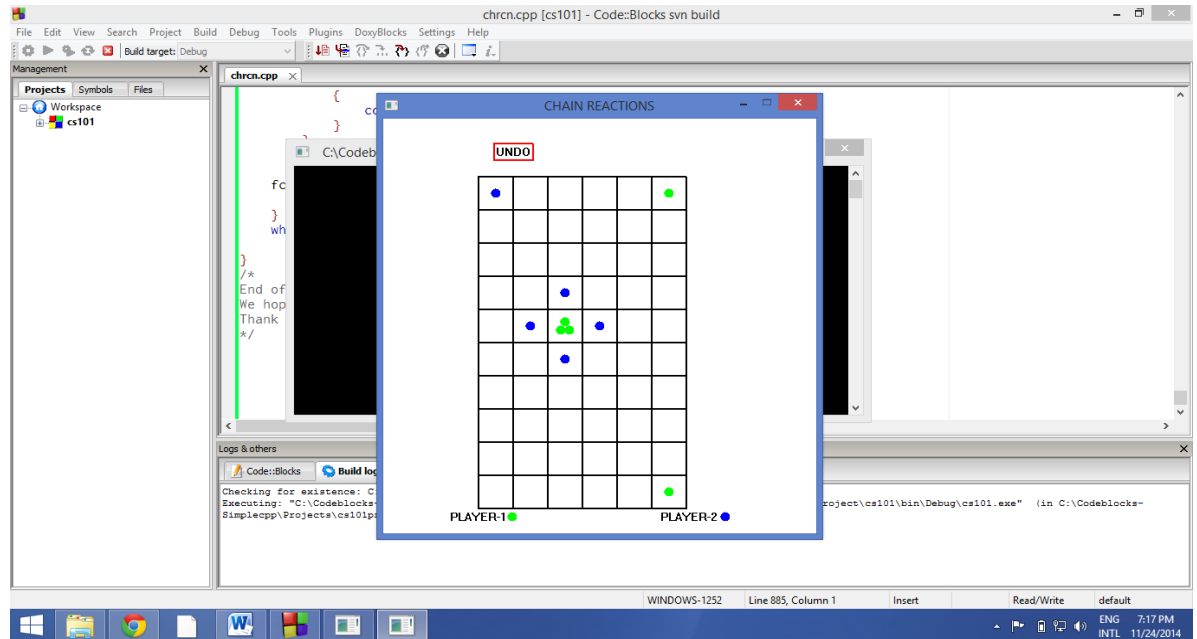 chrcn.cpp [cs101] - Code::Blocks svn build
File Edit View Search Project Build Debug Tools Plugins DoxyBlocks Settings Help
Build target: Debug
Management
Projects Symbols Files
Workspace
cs101
chrcn.cpp
{
}
fc
}
wh
}
/*
End of
We hop
Thank
*/
C:\Codeb
CHAIN REACTIONS
UNDO
PLAYER-1
PLAYER-2
Logs & others
Code::Blocks
Build log
Checking for existence: C
Executing: "C:\Codeblocks- roject\cs101\bin\Debug\cs101.exe" (in C:\Codeblocks-
Simplecpp\Projects\cs101p
WINDOWS-1252 Line 885, Column 1 Insert Read/Write default
ENG 7:17 PM
INTL 11/24/2014